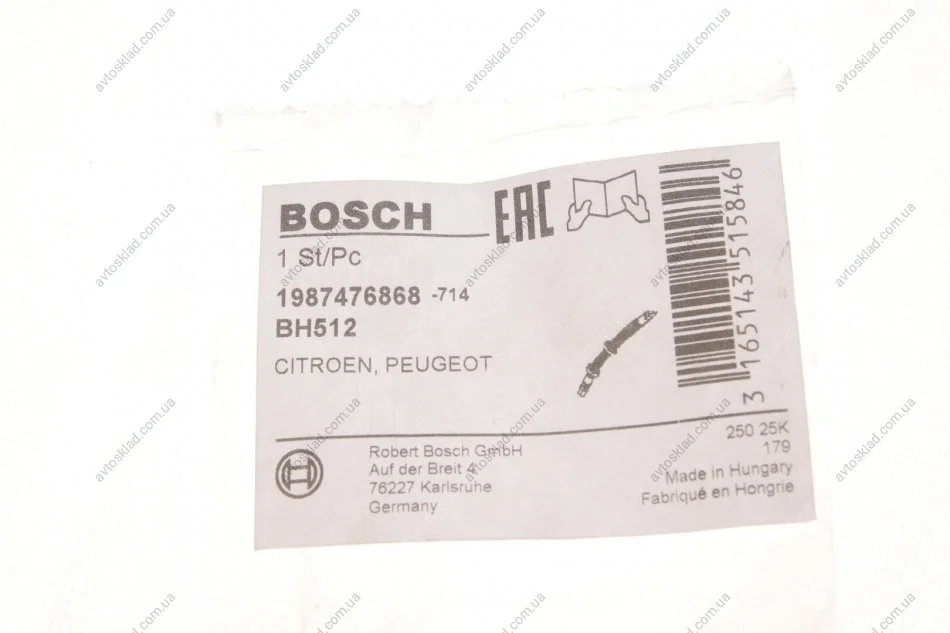 BOSCH
EAC
1 St/Pc
1987476868 -714
BH512
CITROEN, PEUGEOT
3 165143 515846
Robert Bosch GmbH
Auf der Breit 4
76227 Karlsruhe
Germany
250 25K
179
Made in Hungary
Fabriqué en Hongrie
avtosklad.com.ua